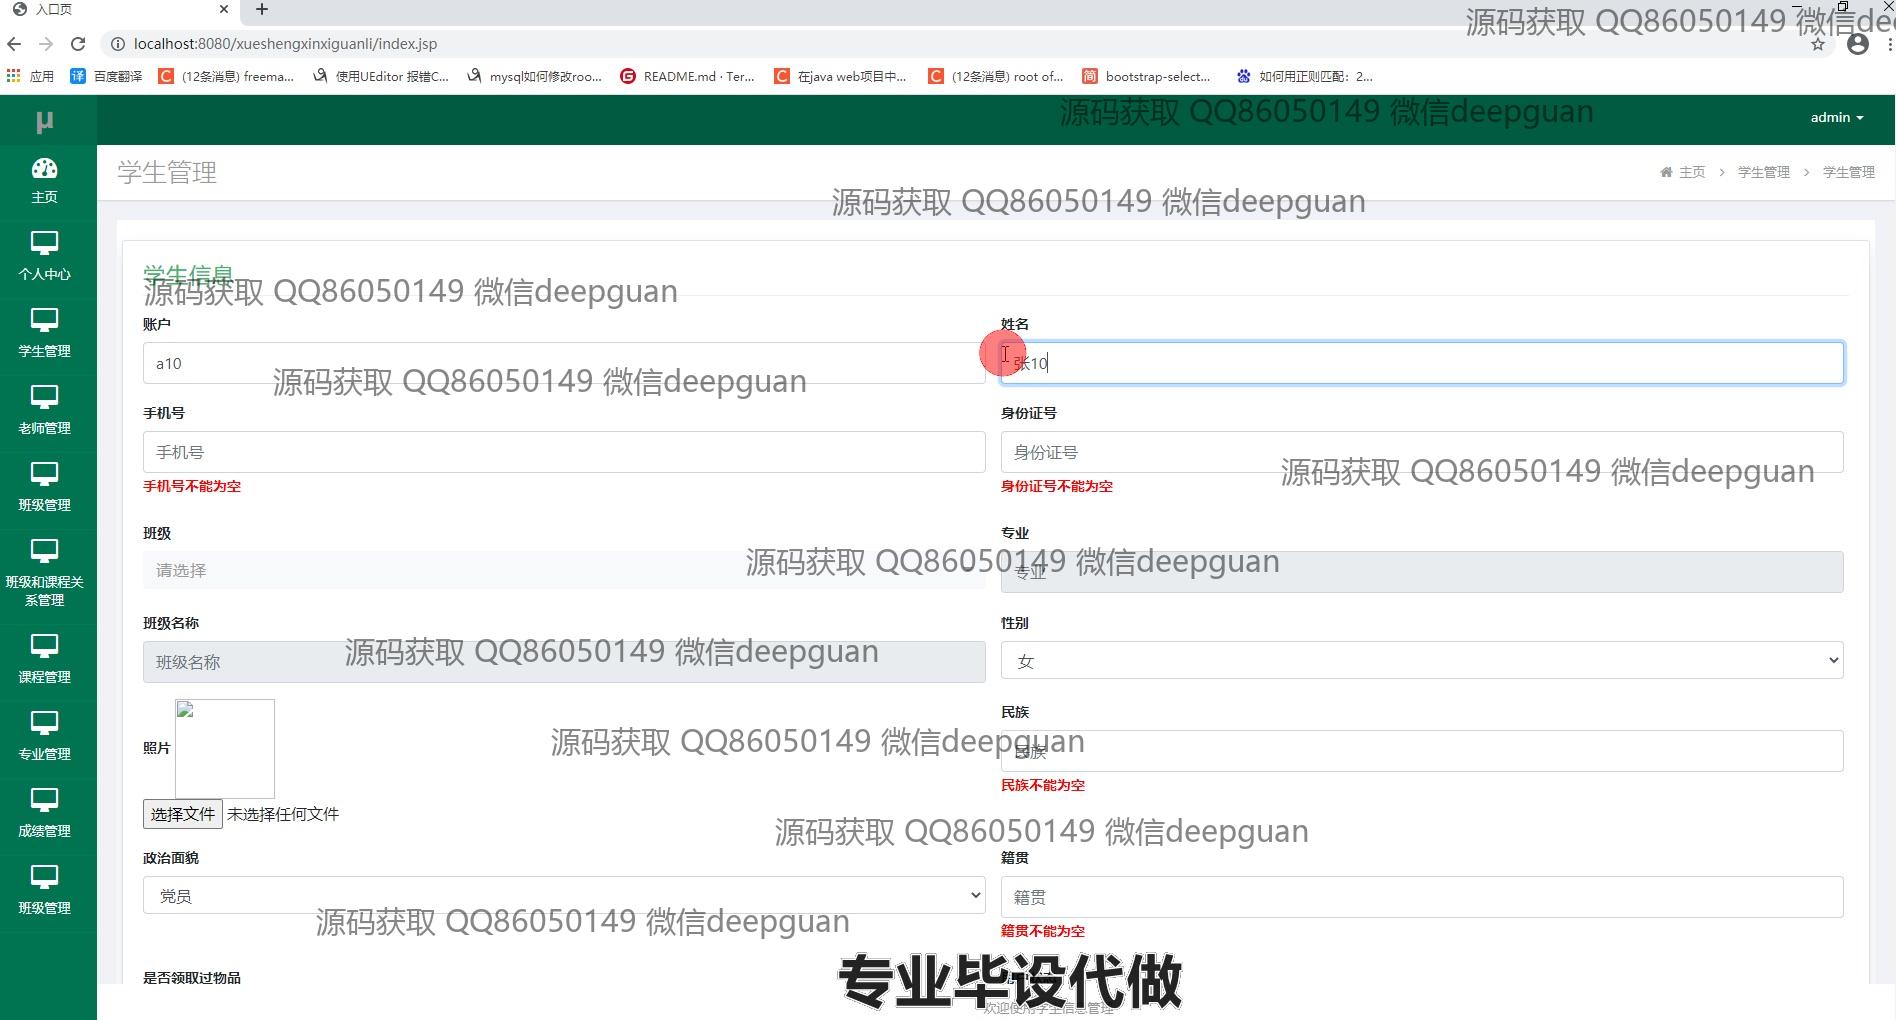 入口页
源码获取 QQ86050149 微信dee
localhost:8080/xueshengxinxiguanli/index.jsp
应用 百度翻译 (12条消息) freema... 使用UEditor 报错C... mysql如何修改roo... README.md · Ter... 在java web项目中... (12条消息) root of... bootstrap-select... 如何用正则匹配：2...
μ
源码获取 QQ86050149 微信deepguan
admin
主页
学生管理
主页 > 学生管理 > 学生管理
源码获取 QQ86050149 微信deepguan
个人中心
学生管理
老师管理
班级管理
班级和课程关
系管理
课程管理
专业管理
成绩管理
班级管理
学生信息
源码获取 QQ86050149 微信deepguan
账户
姓名
a10
张10
源码获取 QQ86050149 微信deepguan
手机号
身份证号
手机号
身份证号
源码获取 QQ86050149 微信deepguan
手机号不能为空
身份证号不能为空
班级
专业
请选择
专业
源码获取 QQ86050149 微信deepguan
班级名称
性别
班级名称
女
源码获取 QQ86050149 微信deepguan
照片
民族
民族
源码获取 QQ86050149 微信deepguan
民族不能为空
选择文件 未选择任何文件
源码获取 QQ86050149 微信deepguan
政治面貌
籍贯
党员
籍贯
源码获取 QQ86050149 微信deepguan
籍贯不能为空
是否领取过物品
专业毕设代做
欢迎使用学生信息管理